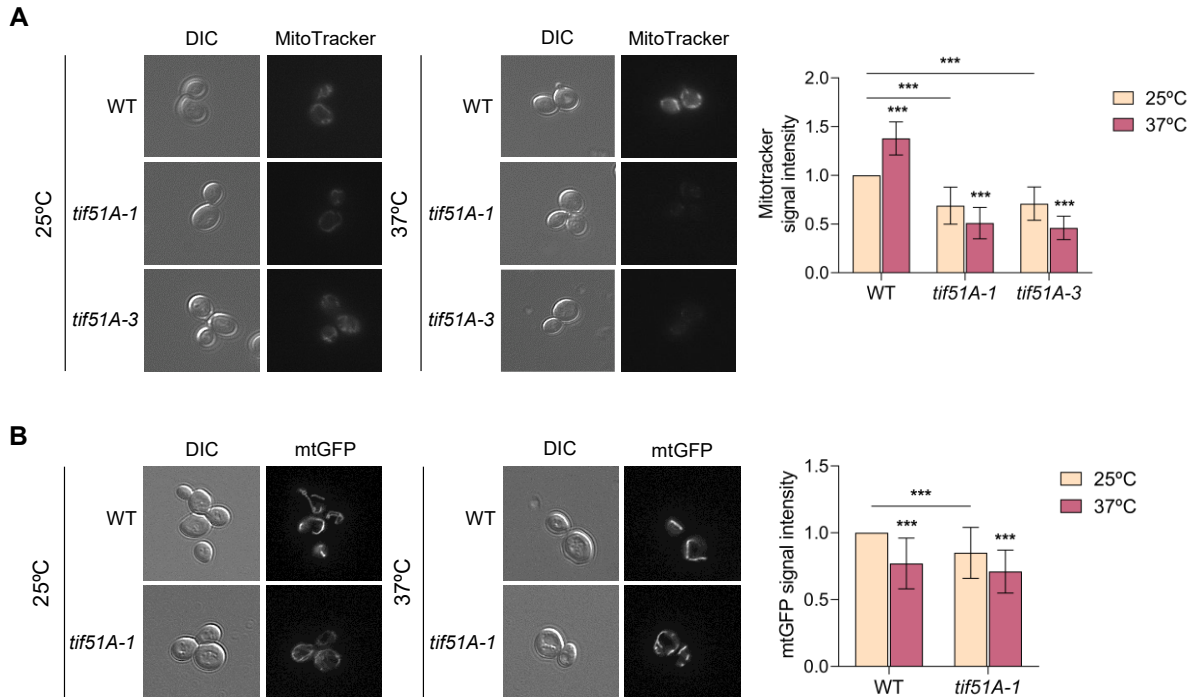 A
DIC MitoTracker
DIC MitoTracker
25ºC
WT
tif51A-1
tif51A-3
37ºC
WT
tif51A-1
tif51A-3
Mitotracker
signal intensity
2.0
1.5
1.0
0.5
0.0
***
***
***
***
***
WT tif51A-1 tif51A-3
25ºC
37ºC
B
DIC mtGFP
DIC mtGFP
25ºC
WT
tif51A-1
37ºC
WT
tif51A-1
mtGFP signal intensity
1.5
1.0
0.5
0.0
***
***
***
WT tif51A-1
25ºC
37ºC